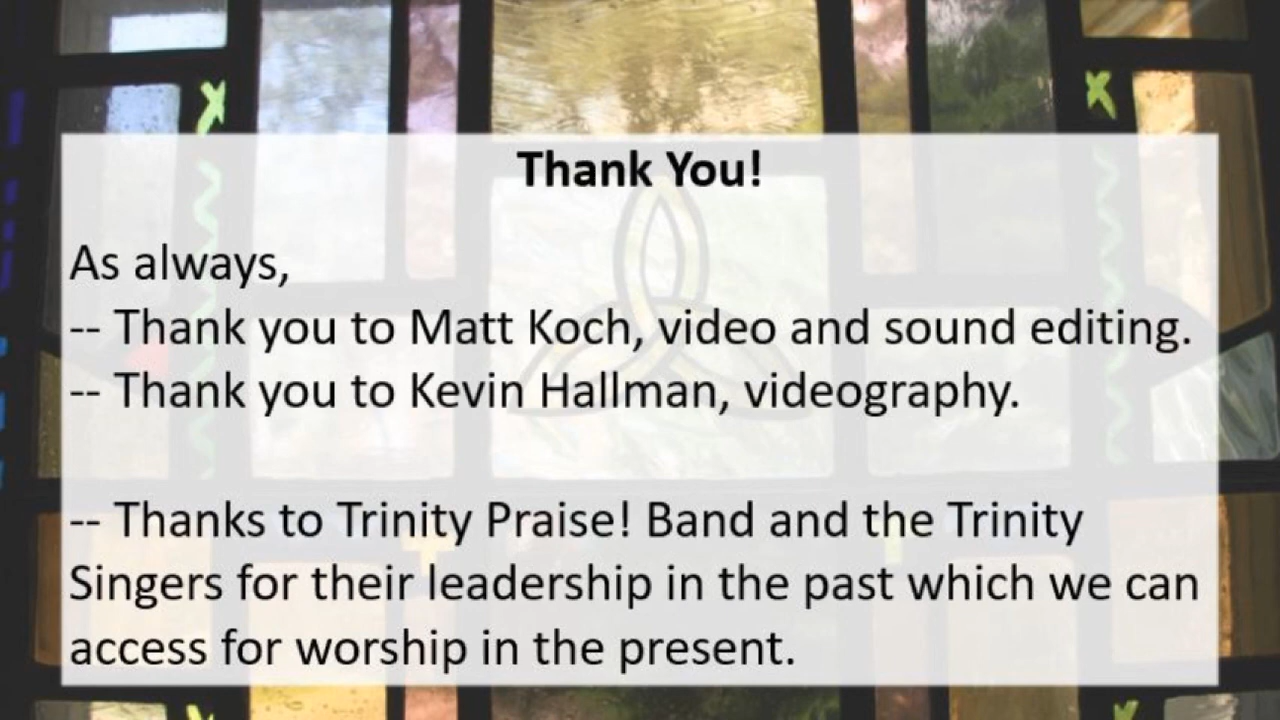 Thank You!
As always,
-- Thank you to Matt Koch, video and sound editing.
-- Thank you to Kevin Hallman, videography.
-- Thanks to Trinity Praise! Band and the Trinity
Singers for their leadership in the past which we can
access for worship in the present.